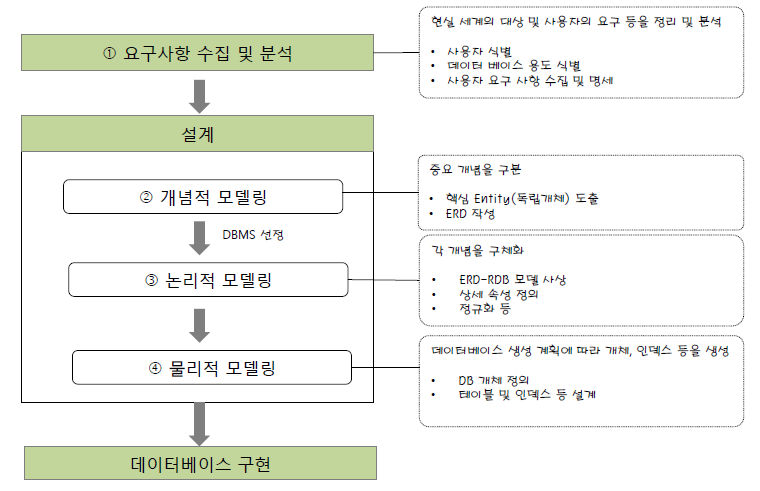 ① 요구사항 수집 및 분석
현실 세계의 대상 및 사용자의 요구 등을 정리 및 분석
• 사용자 식별
• 데이터 베이스 용도 식별
• 사용자 요구 사항 수집 및 명세
설계
② 개념적 모델링
중요 개념을 구분
• 핵심 Entity(독립개체) 도출
• ERD 작성
DBMS 선정
③ 논리적 모델링
각 개념을 구체화
• ERD-RDB 모델 사상
• 상세 속성 정의
• 정규화 등
④ 물리적 모델링
데이터베이스 생성 계획에 따라 개체, 인덱스 등을 생성
• DB 개체 정의
• 테이블 및 인덱스 등 설계
데이터베이스 구현